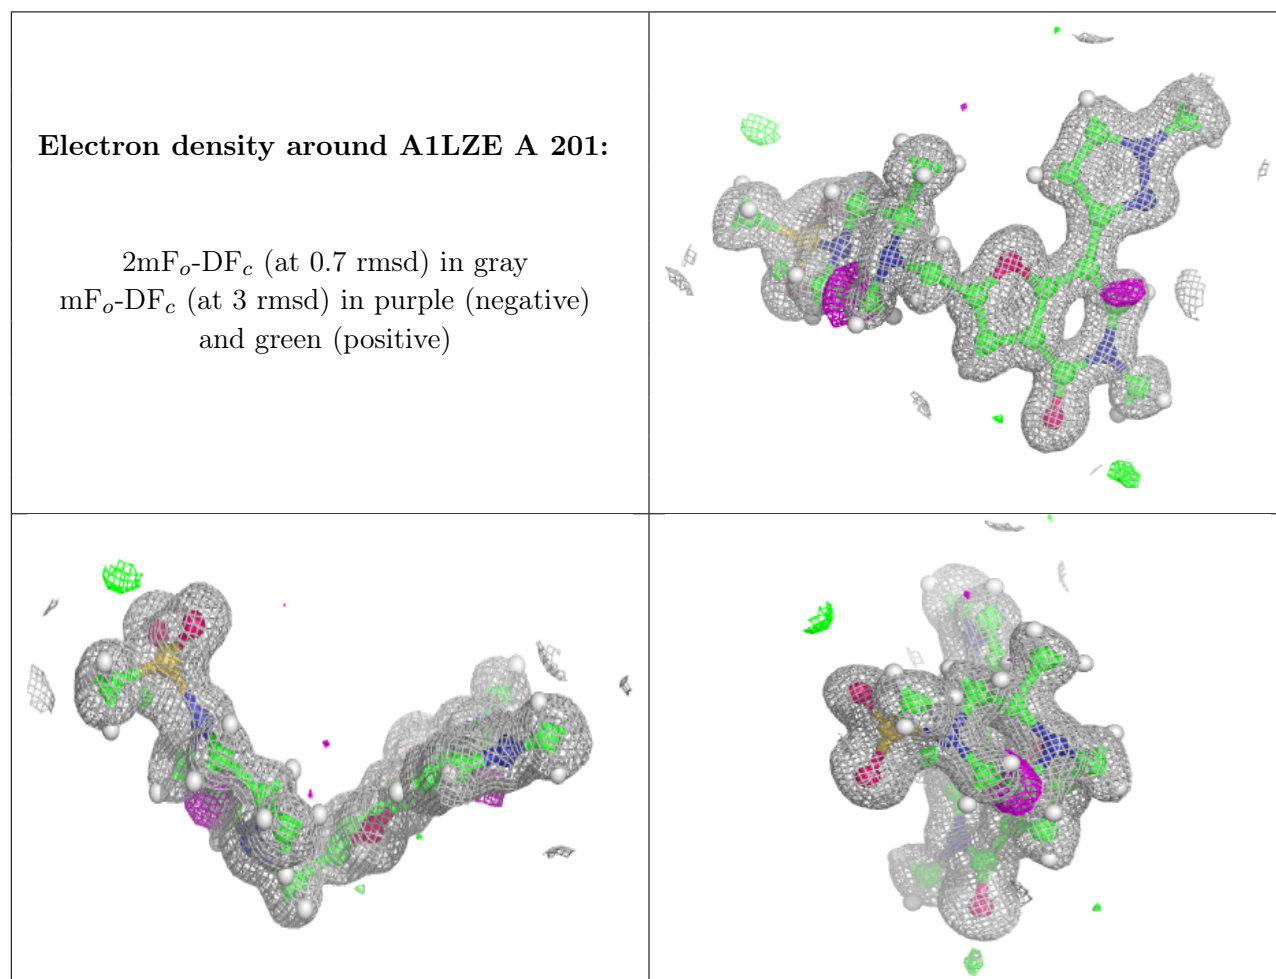 Electron density around A1LZE A 201:
2mFo-DFc (at 0.7 rmsd) in gray
mFo-DFc (at 3 rmsd) in purple (negative)
and green (positive)